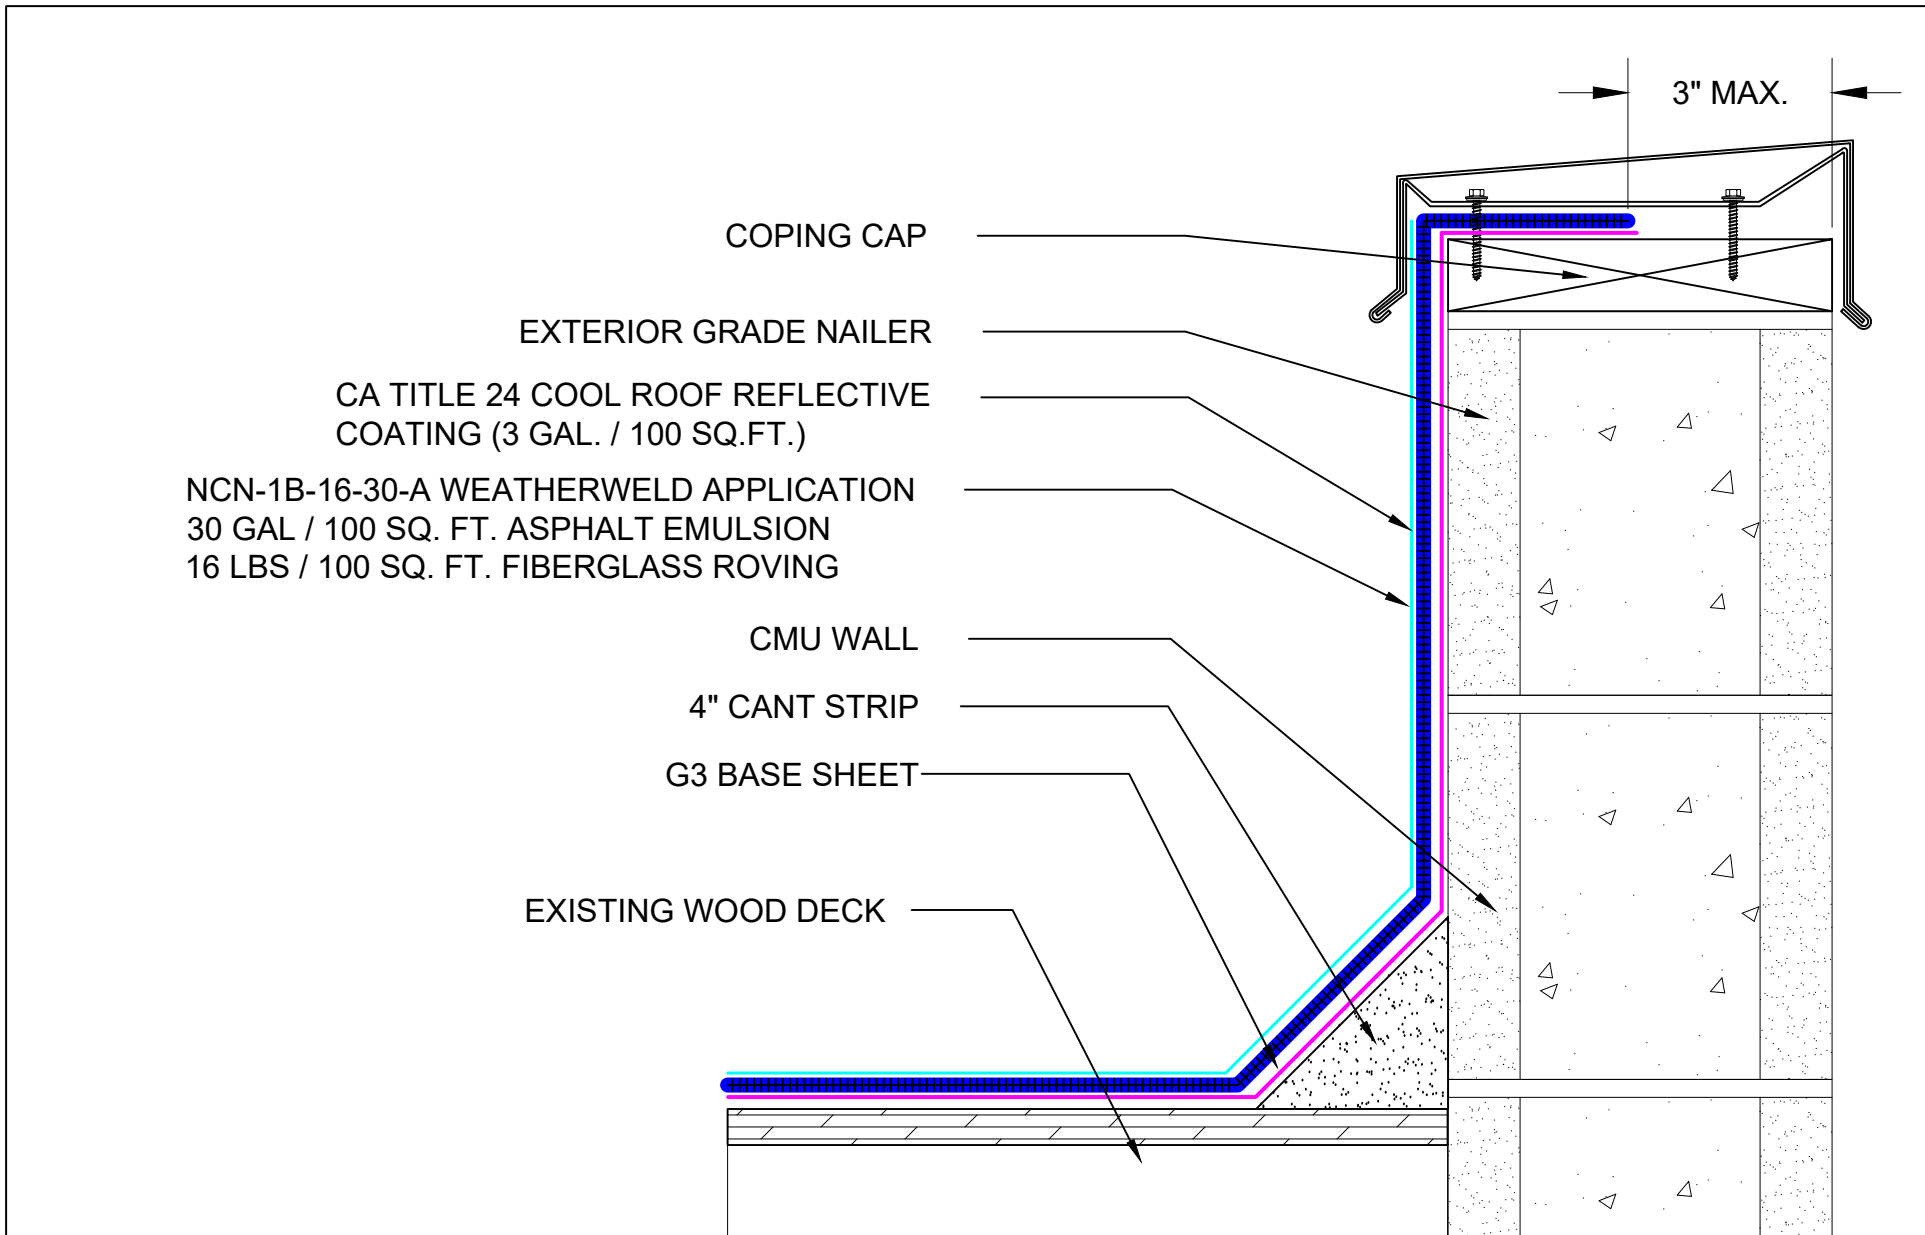 3" MAX.
COPING CAP
EXTERIOR GRADE NAILER
CA TITLE 24 COOL ROOF REFLECTIVE
COATING (3 GAL. / 100 SQ.FT.)
NCN-1B-16-30-A WEATHERWELD APPLICATION
30 GAL / 100 SQ. FT. ASPHALT EMULSION
16 LBS / 100 SQ. FT. FIBERGLASS ROVING
CMU WALL
4" CANT STRIP
G3 BASE SHEET
EXISTING WOOD DECK